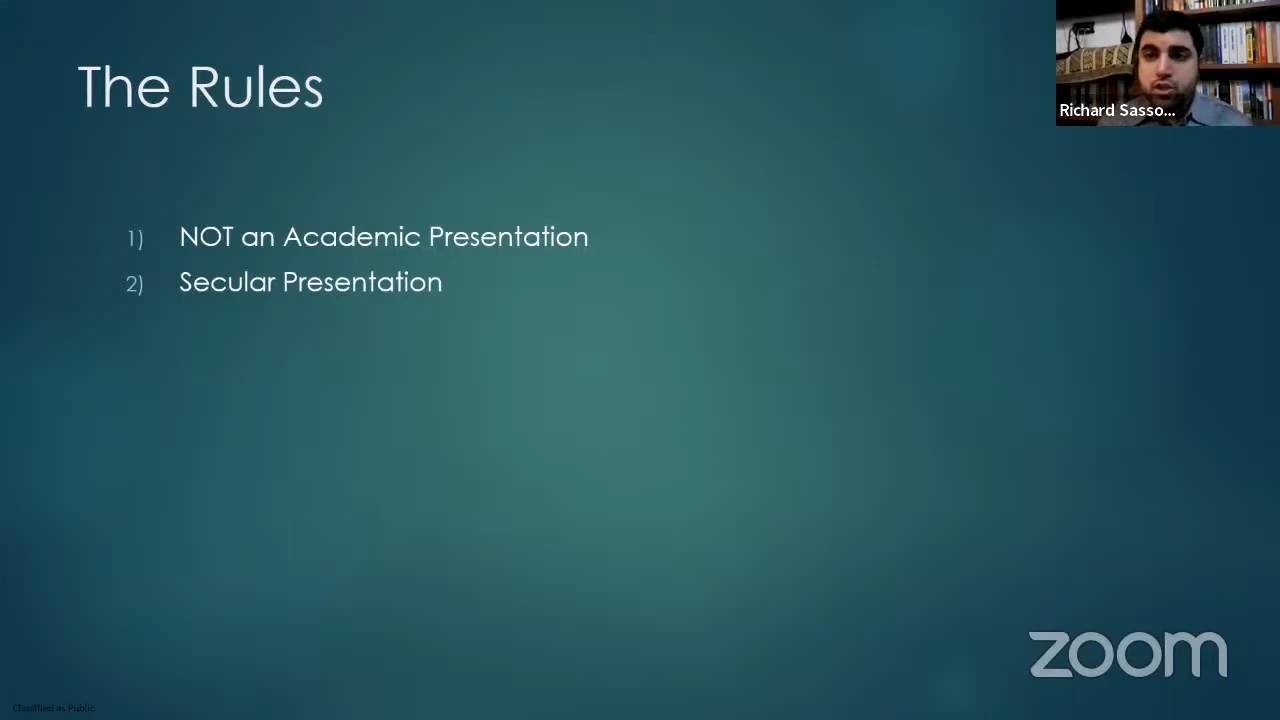 The Rules
Richard Sasso...
1) NOT an Academic Presentation
2) Secular Presentation
zoom
Classified as Public